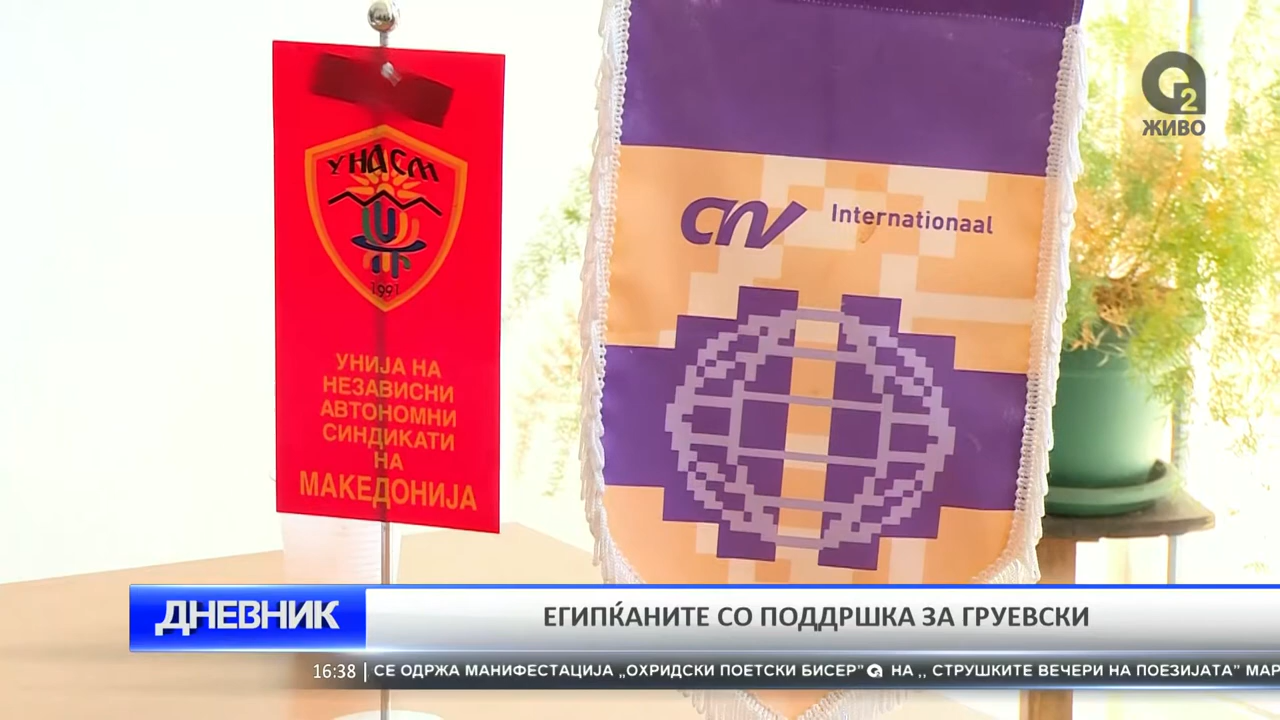 УНАСМ
1991
УНИЈА НА
НЕЗАВИСНИ
АВТОНОМНИ
СИНДИКАТИ
НА
МАКЕДОНИЈА
CNV Internationaal
2
ЖИВО
ДНЕВНИК
ЕГИПЌАНИТЕ СО ПОДДРШКА ЗА ГРУЕВСКИ
16:38 СЕ ОДРЖА МАНИФЕСТАЦИЈА „ОХРИДСКИ ПОЕТСКИ БИСЕР” НА ,, СТРУШКИТЕ ВЕЧЕРИ НА ПОЕЗИЈАТА” МАР